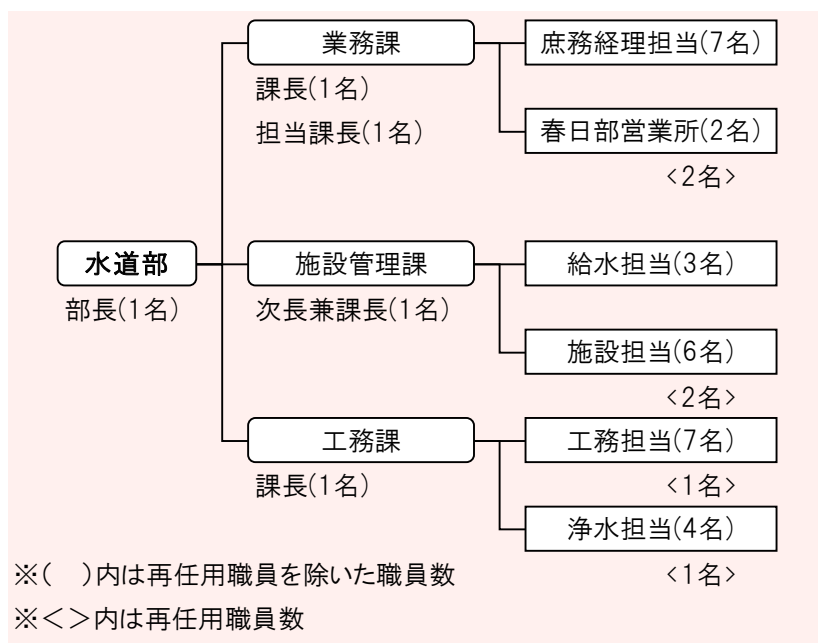 業務課
課長(1名)
担当課長(1名)
庶務経理担当(7名)
春日部営業所(2名)
<2名>
水道部
部長(1名)
施設管理課
次長兼課長(1名)
給水担当(3名)
施設担当(6名)
<2名>
工務課
課長(1名)
工務担当(7名)
<1名>
浄水担当(4名)
<1名>
※(　)内は再任用職員を除いた職員数
※＜＞内は再任用職員数